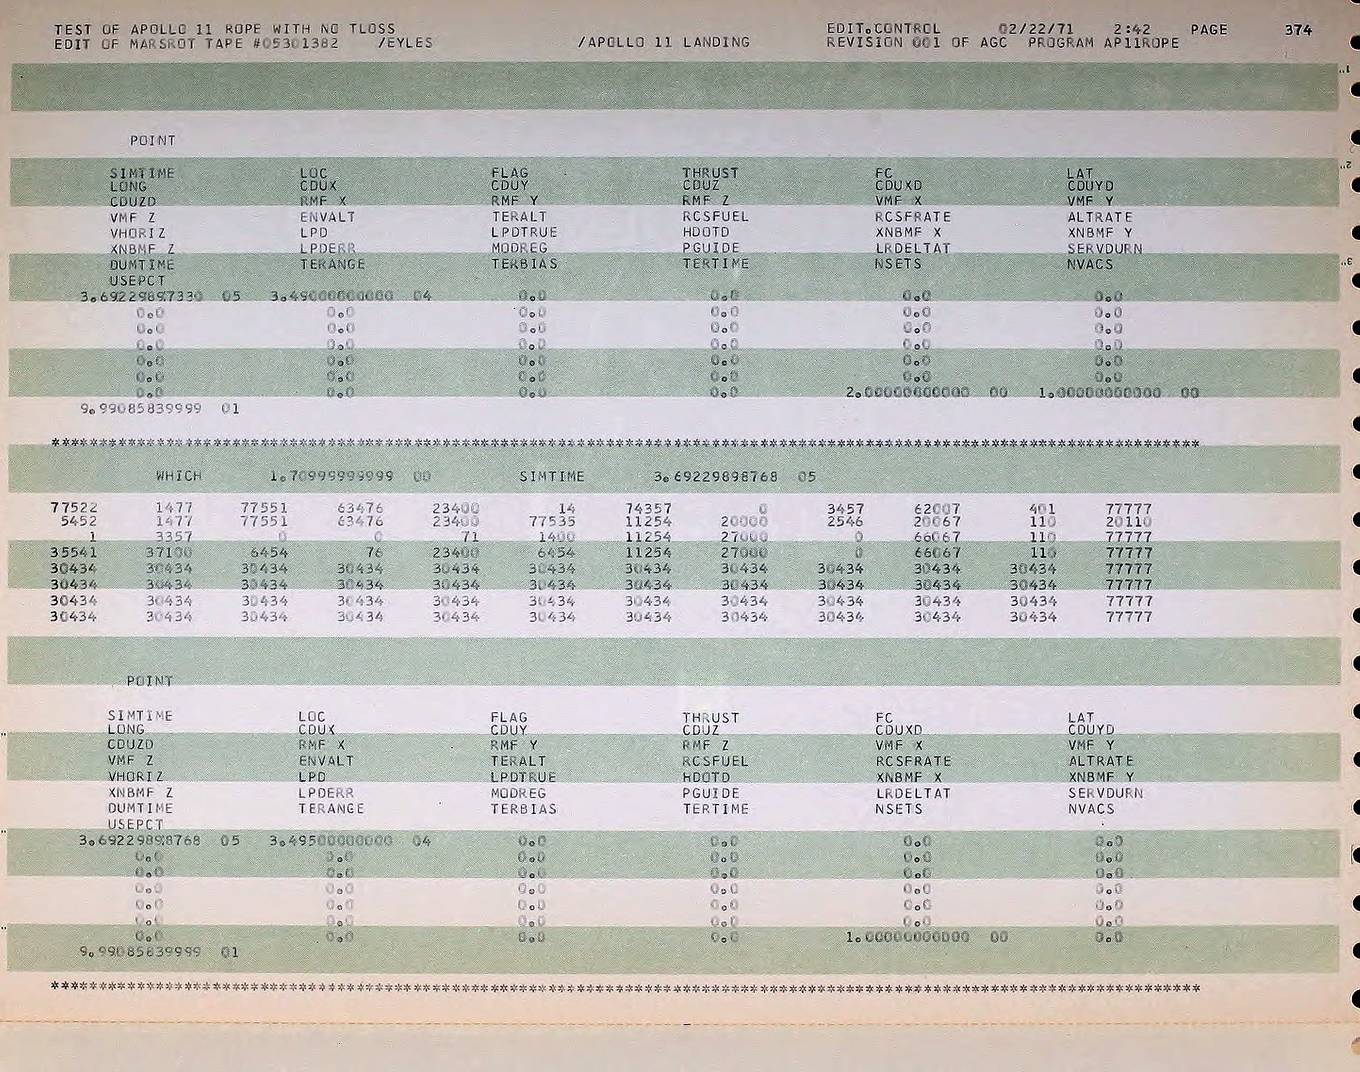 TEST OF APOLLO 11 ROPE WITH NO TLOSS EDIT.CONTROL 02/22/71 2:42 PAGE 374
EDIT OF MARSROT TAPE #05301382 /EYLES /APOLLO 11 LANDING REVISION 001 OF AGC PROGRAM AP11ROPE
POINT
SIMTIME LOC FLAG THRUST FC LAT
LONG CDUX CDUY CDUZ CDUXD CDUYD
CDUZD RMF X RMF Y RMF Z VMF X VMF Y
VMF Z ENVALT TERALT RCSFUEL RCSFRATE ALTRATE
VHORIZ LPD LPDTRUE HDOTD XNBMF X XNBMF Y
XNBMF Z LPDERR MODREG PGUIDE LRDELTAT SERVDURN
DUMTIME TERANGE TERBIAS TERTIME NSETS NVACS
USEPCT
3.69229897330 05 3.49000000000 04 0.0 0.0 0.0 0.0
0.0 0.0 0.0 0.0 0.0 0.0
0.0 0.0 0.0 0.0 0.0 0.0
0.0 0.0 0.0 0.0 0.0 0.0
0.0 0.0 0.0 0.0 0.0 0.0
0.0 0.0 0.0 0.0 0.0 0.0
0.0 0.0 0.0 0.0 2.00000000000 00 1.00000000000 00
9.99085839999 01
************************************************************************************************************************
WHICH 1.70999999999 00 SIMTIME 3.69229898768 05
77522 1477 77551 63476 23400 14 74357 0 3457 62007 401 77777
5452 1477 77551 63476 23400 77535 11254 20000 2546 20067 110 20110
1 3357 0 0 71 1400 11254 27000 0 66067 110 77777
35541 37100 6454 76 23400 6454 11254 27000 0 66067 110 77777
30434 30434 30434 30434 30434 30434 30434 30434 30434 30434 30434 77777
30434 30434 30434 30434 30434 30434 30434 30434 30434 30434 30434 77777
30434 30434 30434 30434 30434 30434 30434 30434 30434 30434 30434 77777
30434 30434 30434 30434 30434 30434 30434 30434 30434 30434 30434 77777
POINT
SIMTIME LOC FLAG THRUST FC LAT
LONG CDUX CDUY CDUZ CDUXD CDUYD
CDUZD RMF X RMF Y RMF Z VMF X VMF Y
VMF Z ENVALT TERALT RCSFUEL RCSFRATE ALTRATE
VHORIZ LPD LPDTRUE HDOTD XNBMF X XNBMF Y
XNBMF Z LPDERR MODREG PGUIDE LRDELTAT SERVDURN
DUMTIME TERANGE TERBIAS TERTIME NSETS NVACS
USEPCT
3.69229898768 05 3.49500000000 04 0.0 0.0 0.0 0.0
0.0 0.0 0.0 0.0 0.0 0.0
0.0 0.0 0.0 0.0 0.0 0.0
0.0 0.0 0.0 0.0 0.0 0.0
0.0 0.0 0.0 0.0 0.0 0.0
0.0 0.0 0.0 0.0 0.0 0.0
0.0 0.0 0.0 0.0 1.00000000000 00 0.0
9.99085839999 01
************************************************************************************************************************